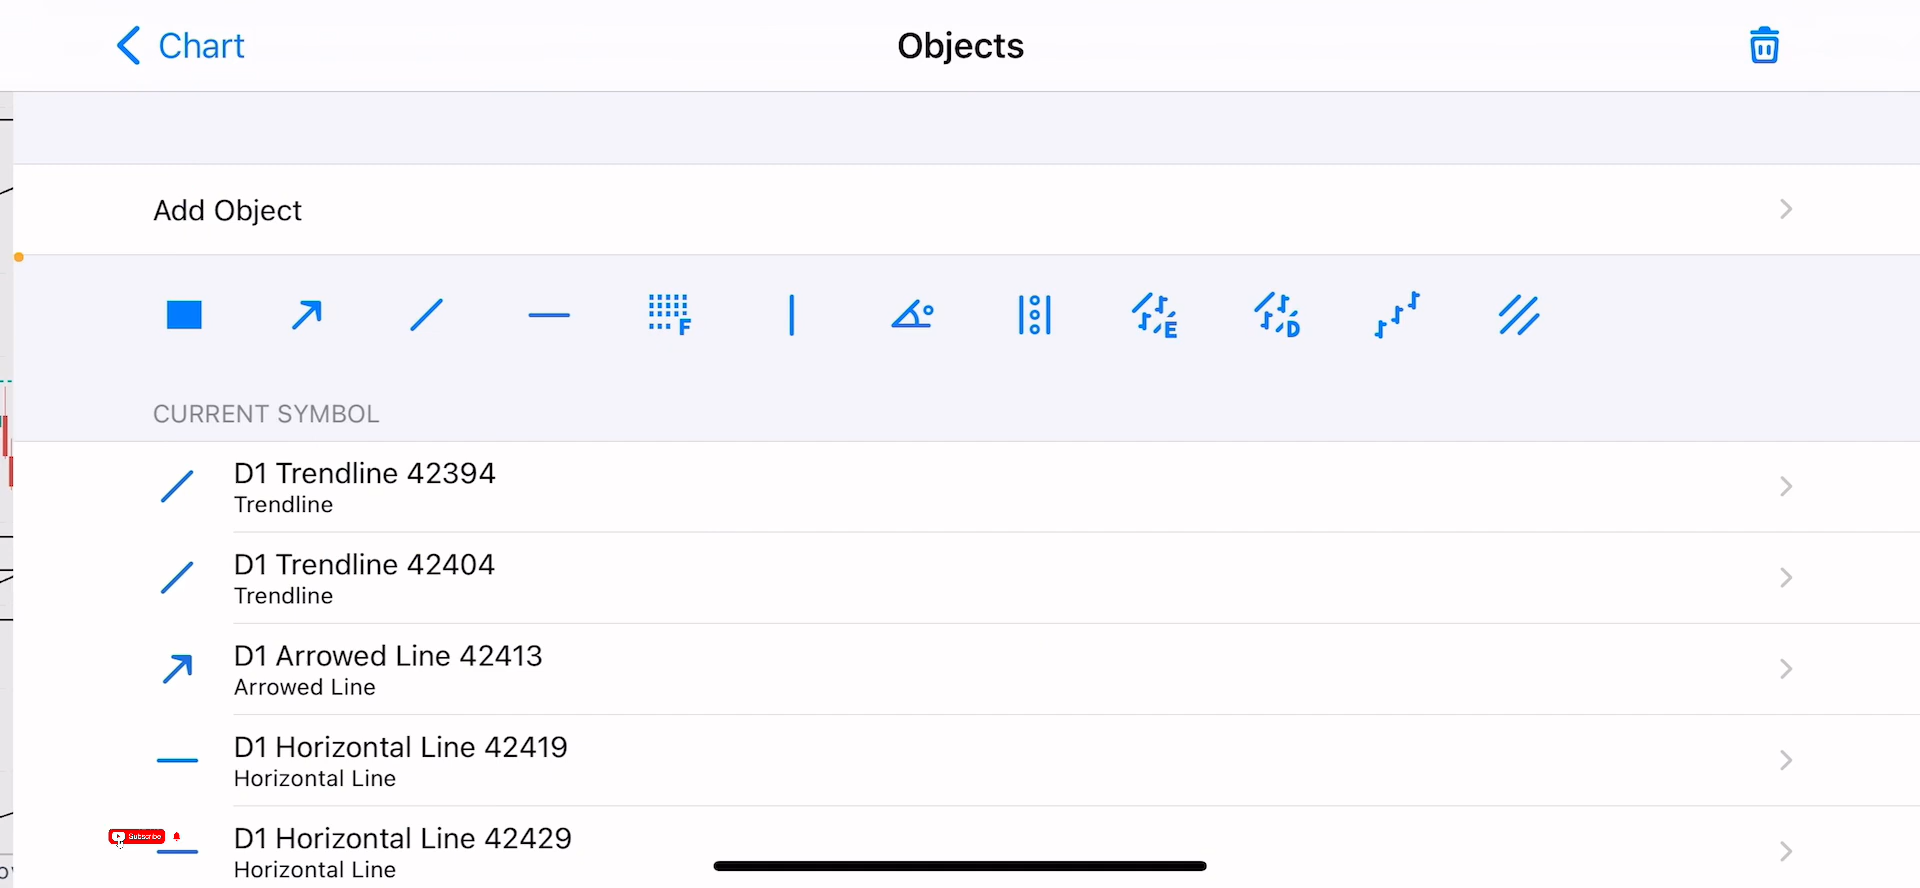 Chart
Objects
Add Object
F
E
D
CURRENT SYMBOL
D1 Trendline 42394
Trendline
D1 Trendline 42404
Trendline
D1 Arrowed Line 42413
Arrowed Line
D1 Horizontal Line 42419
Horizontal Line
Subscribe
D1 Horizontal Line 42429
Horizontal Line